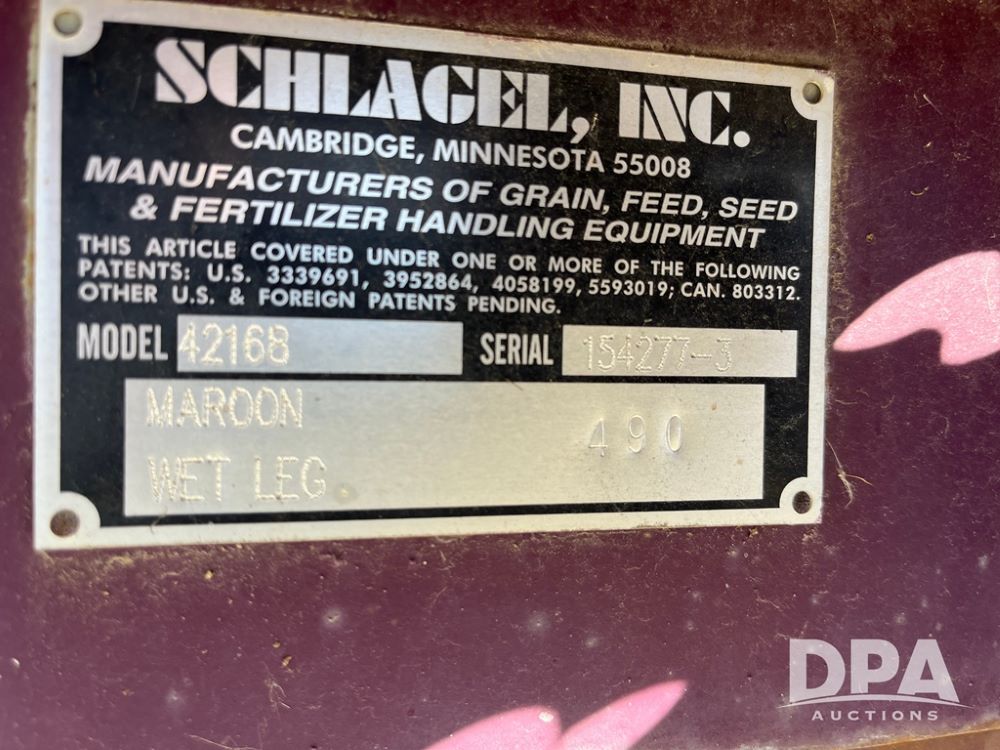 SCHLAGEL, INC.
CAMBRIDGE, MINNESOTA 55008
MANUFACTURERS OF GRAIN, FEED, SEED
& FERTILIZER HANDLING EQUIPMENT
THIS ARTICLE COVERED UNDER ONE OR MORE OF THE FOLLOWING
PATENTS: U.S. 3339691, 3952864, 4058199, 5593019; CAN. 803312.
OTHER U.S. & FOREIGN PATENTS PENDING.
MODEL 42168 SERIAL 154277-3
MAROON 490
WET LEG
DPA
AUCTIONS